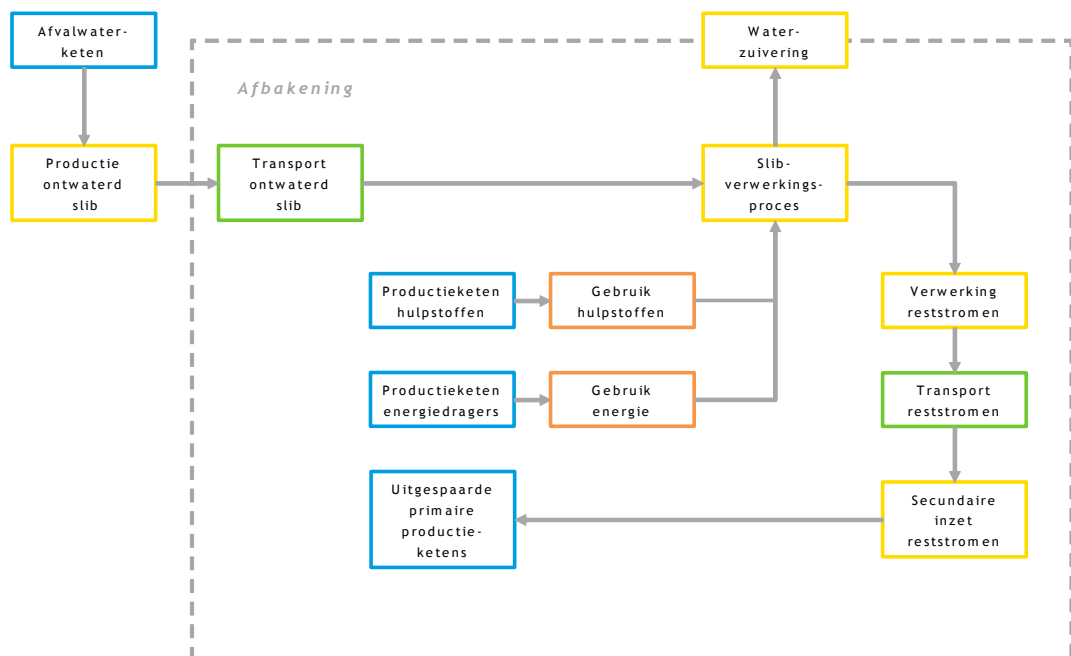 Afvalwater-
keten
Water-
zuivering
Afbakening
Productie
ontwaterd
slib
Transport
ontwaterd
slib
Slib-
verwerkings-
proces
Productieketen
hulpstoffen
Gebruik
hulpstoffen
Verwerking
reststromen
Productieketen
energiedragers
Gebruik
energie
Transport
reststromen
Uitgespaarde
primaire
productie-
ketens
Secundaire
inzet
reststromen